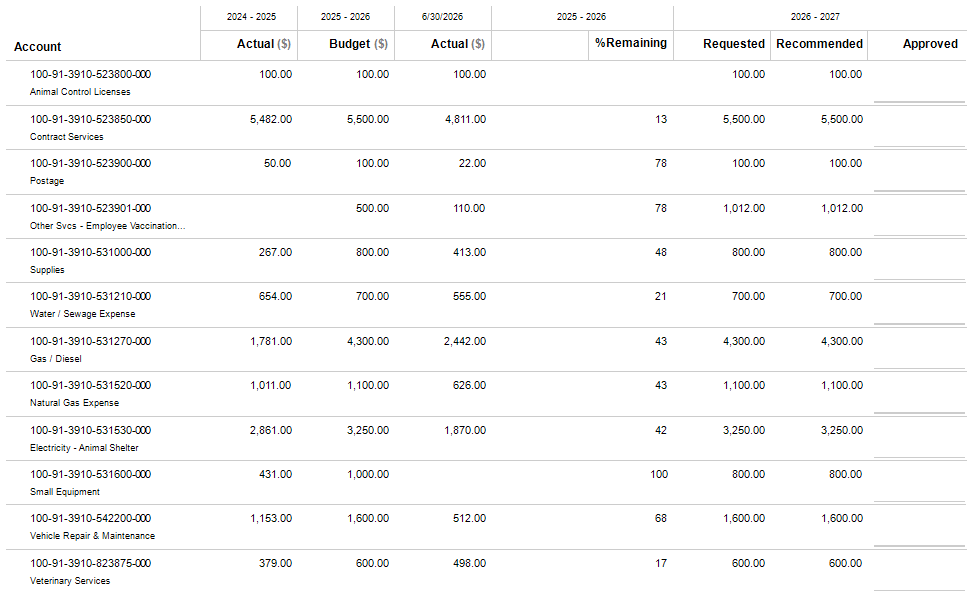 2024 - 2025 2025 - 2026 6/30/2026 2025 - 2026 2026 - 2027
Account Actual ($) Budget ($) Actual ($) %Remaining Requested Recommended Approved
100-91-3910-523800-000 100.00 100.00 100.00 100.00 100.00
Animal Control Licenses
100-91-3910-523850-000 5,482.00 5,500.00 4,811.00 13 5,500.00 5,500.00
Contract Services
100-91-3910-523900-000 50.00 100.00 22.00 78 100.00 100.00
Postage
100-91-3910-523901-000 500.00 110.00 78 1,012.00 1,012.00
Other Svcs - Employee Vaccination...
100-91-3910-531000-000 267.00 800.00 413.00 48 800.00 800.00
Supplies
100-91-3910-531210-000 654.00 700.00 555.00 21 700.00 700.00
Water / Sewage Expense
100-91-3910-531270-000 1,781.00 4,300.00 2,442.00 43 4,300.00 4,300.00
Gas / Diesel
100-91-3910-531520-000 1,011.00 1,100.00 626.00 43 1,100.00 1,100.00
Natural Gas Expense
100-91-3910-531530-000 2,861.00 3,250.00 1,870.00 42 3,250.00 3,250.00
Electricity - Animal Shelter
100-91-3910-531600-000 431.00 1,000.00 100 800.00 800.00
Small Equipment
100-91-3910-542200-000 1,153.00 1,600.00 512.00 68 1,600.00 1,600.00
Vehicle Repair & Maintenance
100-91-3910-823875-000 379.00 600.00 498.00 17 600.00 600.00
Veterinary Services